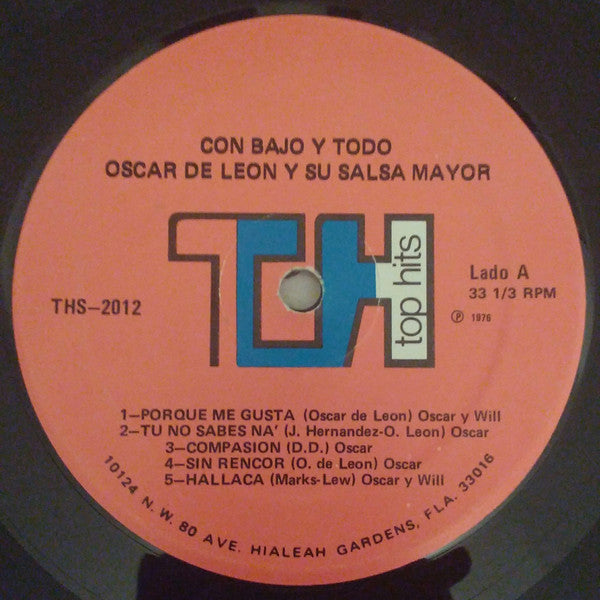 CON BAJO Y TODO
OSCAR DE LEON Y SU SALSA MAYOR
TH
top hits
THS-2012
Lado A
33 1/3 RPM
Ⓟ 1976
1-PORQUE ME GUSTA (Oscar de Leon) Oscar y Will
2-TU NO SABES NA' (J. Hernandez-O. Leon) Oscar
3-COMPASION (D.D.) Oscar
4-SIN RENCOR (O. de Leon) Oscar
5-HALLACA (Marks-Lew) Oscar y Will
10124 N. W. 80 AVE. HIALEAH GARDENS, FLA. 33016